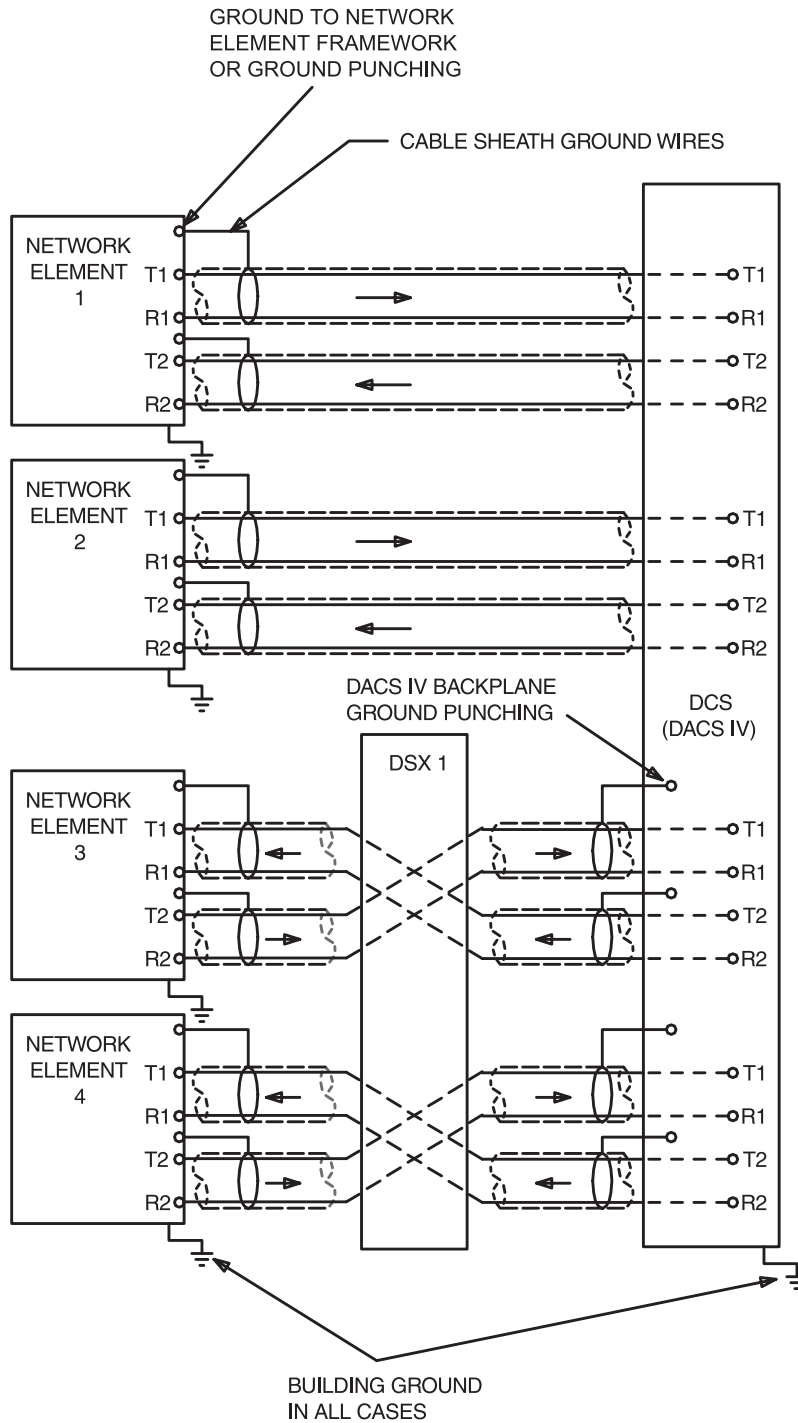 GROUND TO NETWORK
ELEMENT FRAMEWORK
OR GROUND PUNCHING
CABLE SHEATH GROUND WIRES
NETWORK
ELEMENT
1
T1
R1
T2
R2
T1
R1
T2
R2
NETWORK
ELEMENT
2
T1
R1
T2
R2
T1
R1
T2
R2
DACS IV BACKPLANE
GROUND PUNCHING
DCS
(DACS IV)
DSX 1
NETWORK
ELEMENT
3
T1
R1
T2
R2
T1
R1
T2
R2
NETWORK
ELEMENT
4
T1
R1
T2
R2
T1
R1
T2
R2
BUILDING GROUND
IN ALL CASES